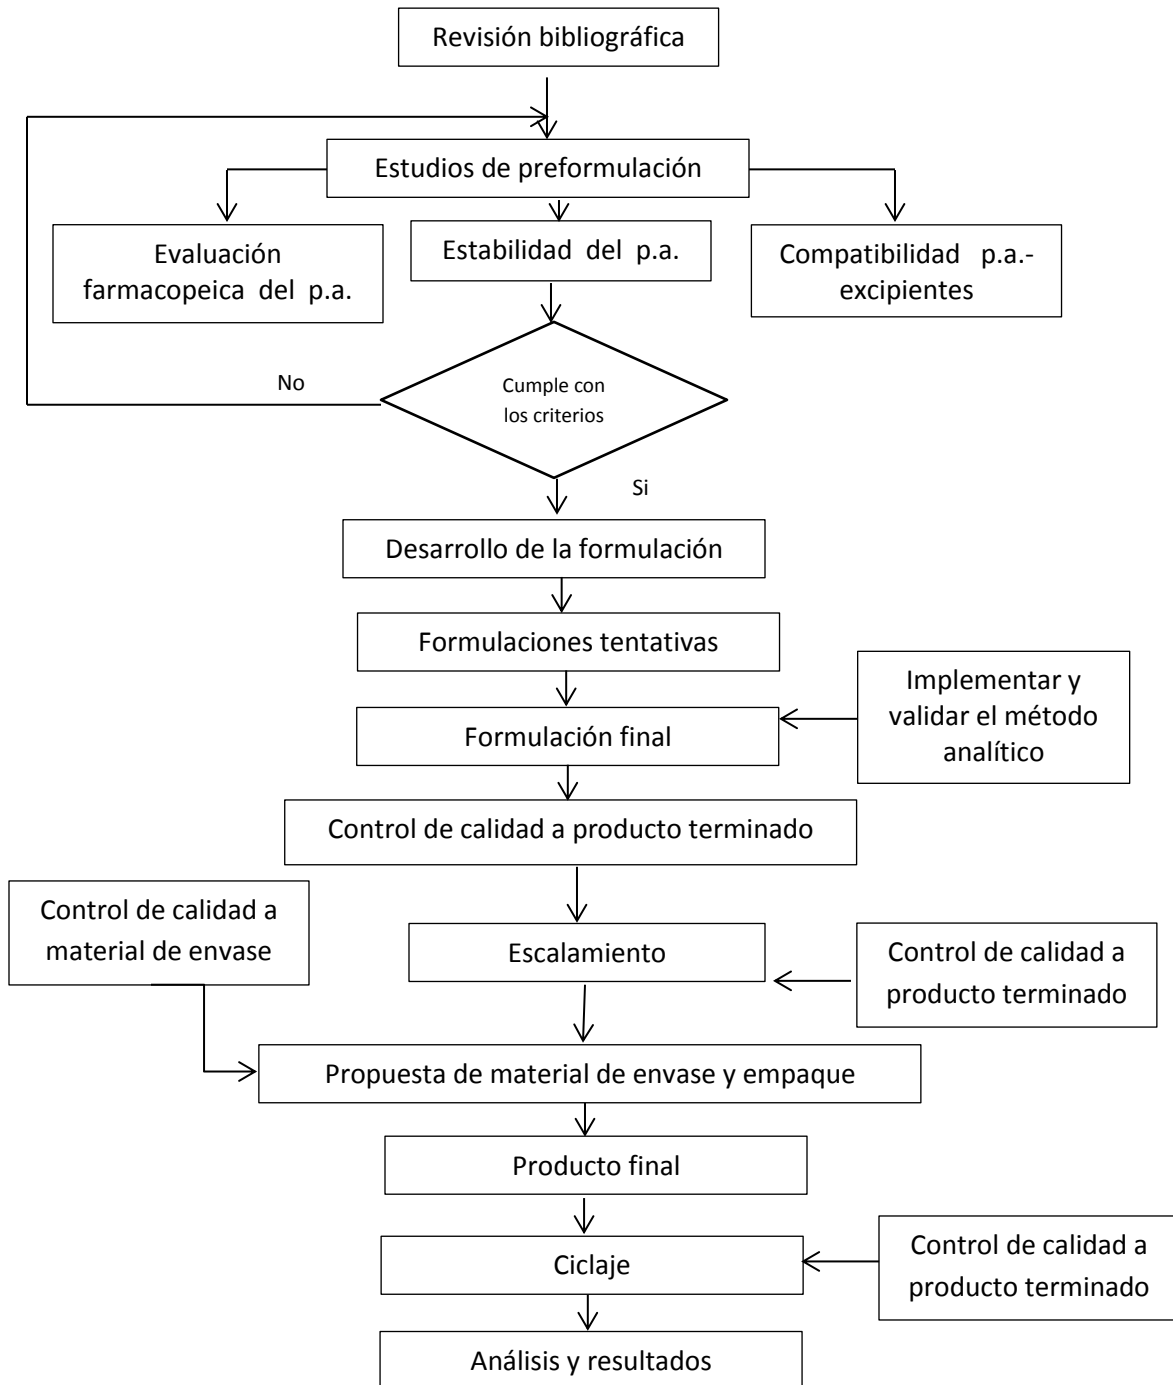 Revisión bibliográfica
Estudios de preformulación
Evaluación
farmacopeica del p.a.
Estabilidad del p.a.
Compatibilidad p.a.-
excipientes
No
Cumple con
los criterios
Si
Desarrollo de la formulación
Formulaciones tentativas
Implementar y
validar el método
analítico
Formulación final
Control de calidad a producto terminado
Control de calidad a
material de envase
Escalamiento
Control de calidad a
producto terminado
Propuesta de material de envase y empaque
Producto final
Ciclaje
Control de calidad a
producto terminado
Análisis y resultados